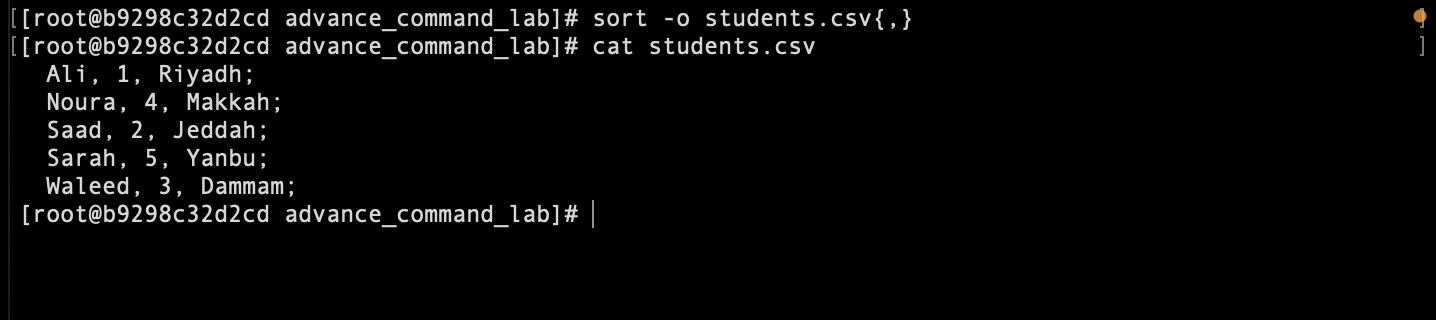 [[root@b9298c32d2cd advance_command_lab]# sort -o students.csv{,} ]
[[root@b9298c32d2cd advance_command_lab]# cat students.csv ]
Ali, 1, Riyadh;
Noura, 4, Makkah;
Saad, 2, Jeddah;
Sarah, 5, Yanbu;
Waleed, 3, Dammam;
[root@b9298c32d2cd advance_command_lab]#